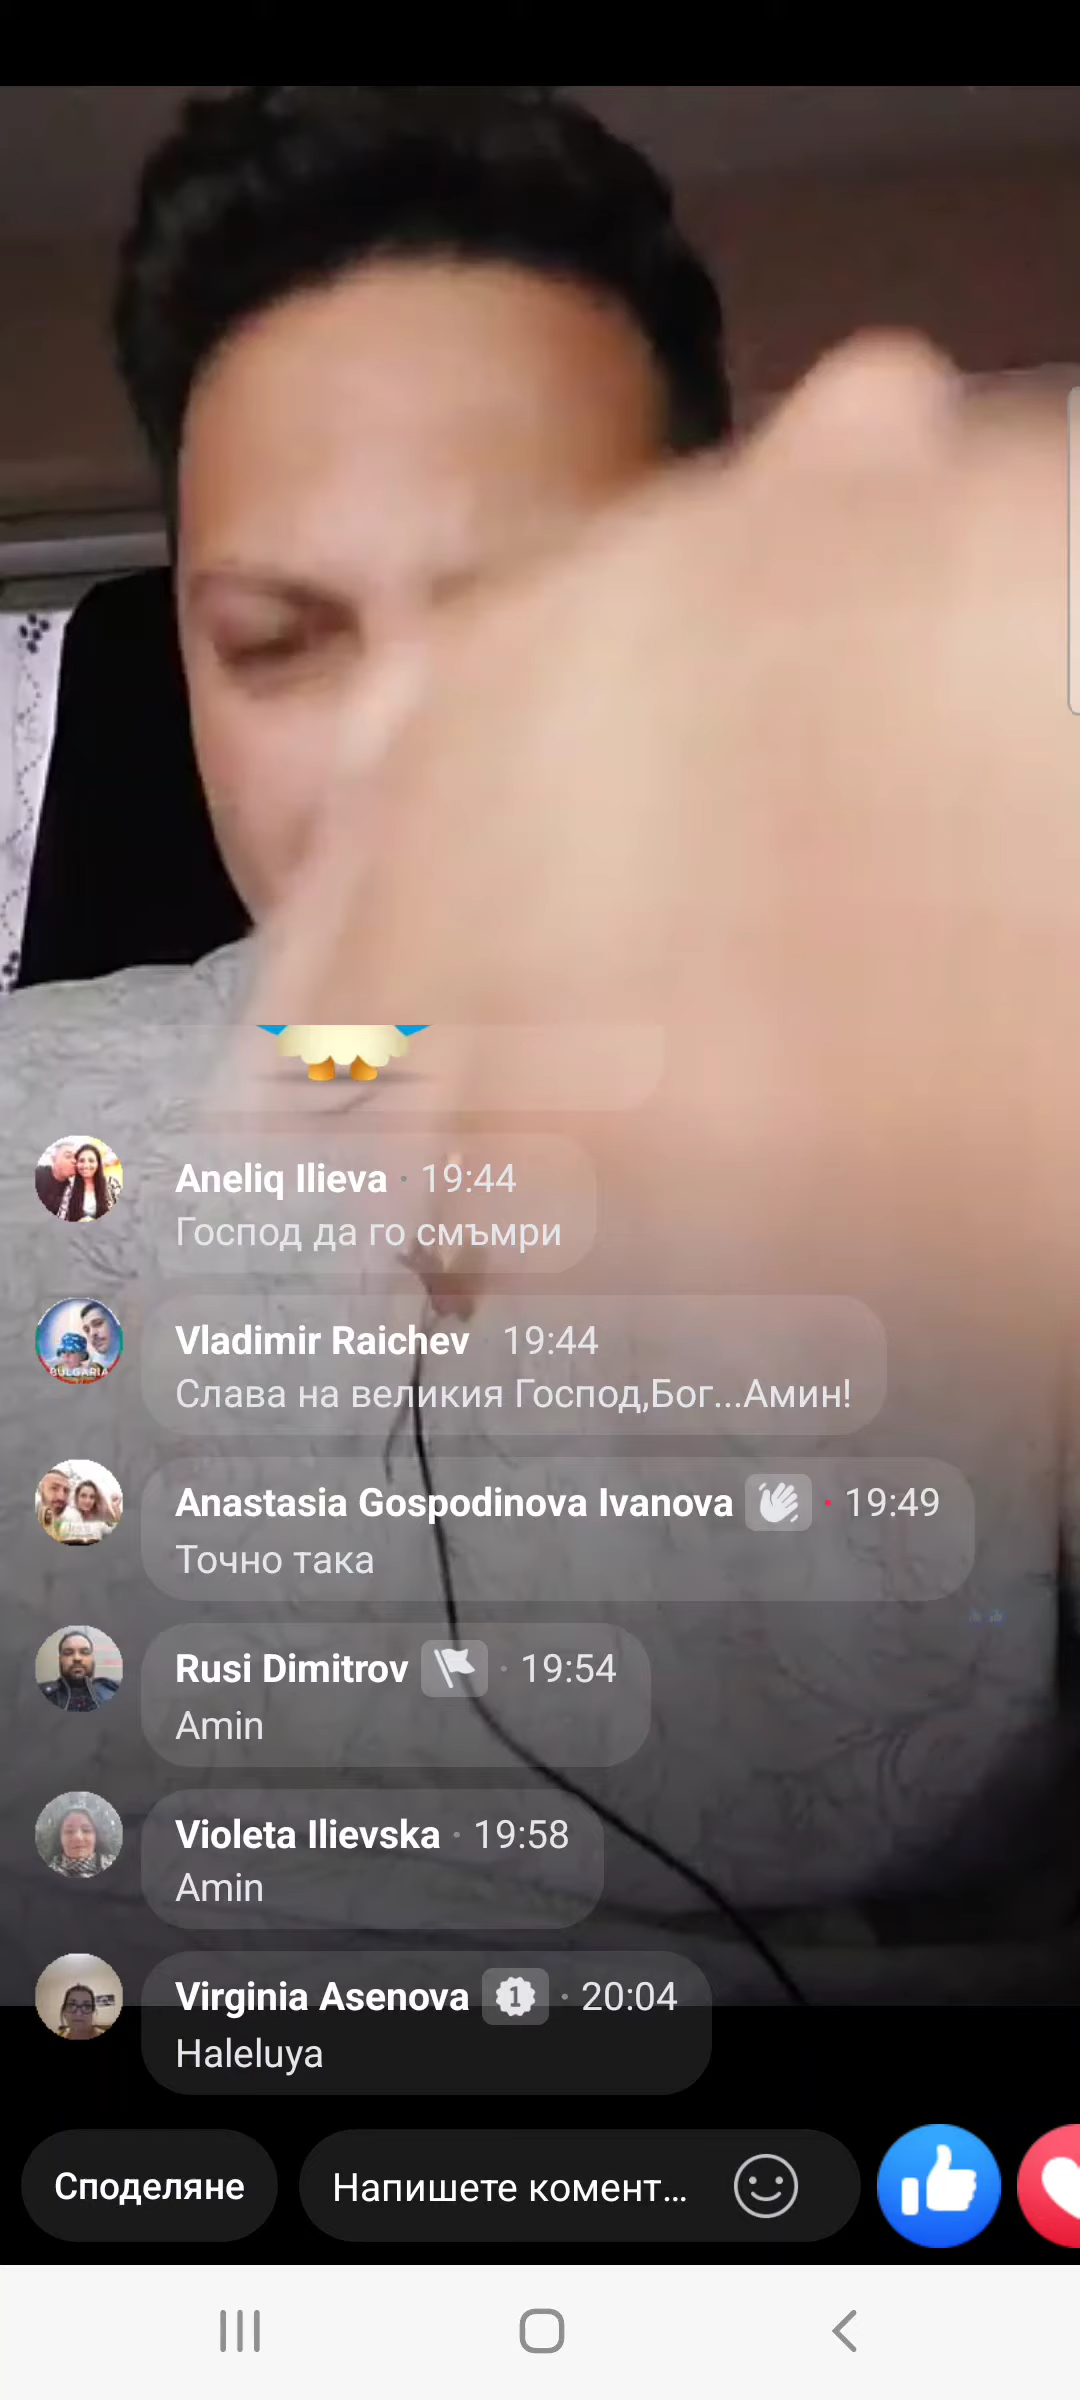 Aneliq Ilieva · 19:44
Господ да го смъмри
BULGARIA
Vladimir Raichev · 19:44
Слава на великия Господ,Бог...Амин!
Anastasia Gospodinova Ivanova · 19:49
Точно така
Rusi Dimitrov · 19:54
Amin
Violeta Ilievska · 19:58
Amin
Virginia Asenova 1 · 20:04
Haleluya
Споделяне
Напишете комент...